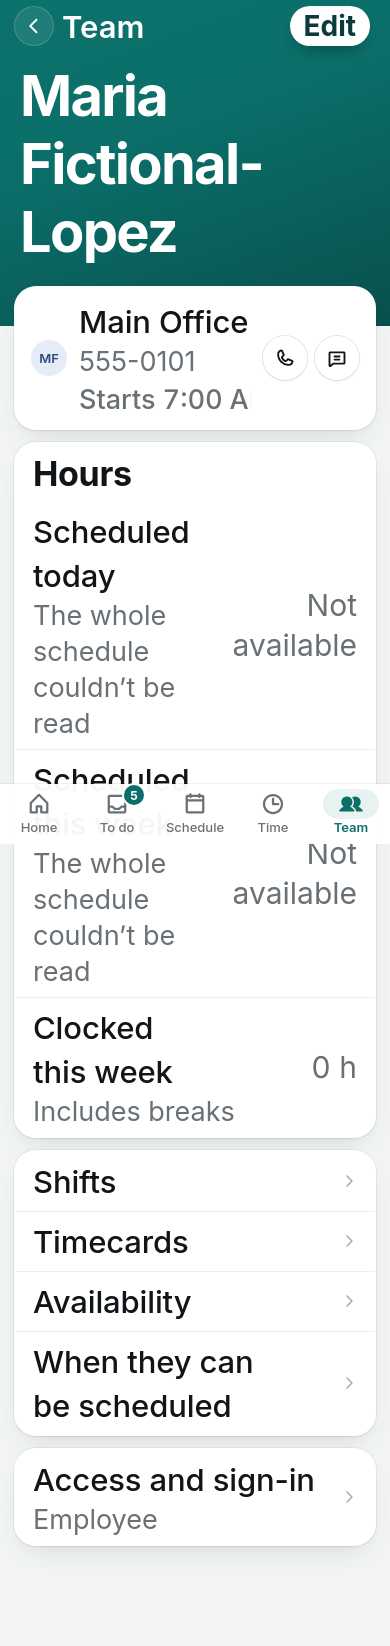 Team
Edit
Maria
Fictional-
Lopez
MF
Main Office
555-0101
Starts 7:00 A
Hours
Scheduled
today
The whole
schedule
couldn’t be
read
Not
available
Scheduled
this week
Home
5
To do
Schedule
Time
Team
The whole
schedule
couldn’t be
read
Not
available
Clocked
this week
Includes breaks
0 h
Shifts
Timecards
Availability
When they can
be scheduled
Access and sign-in
Employee